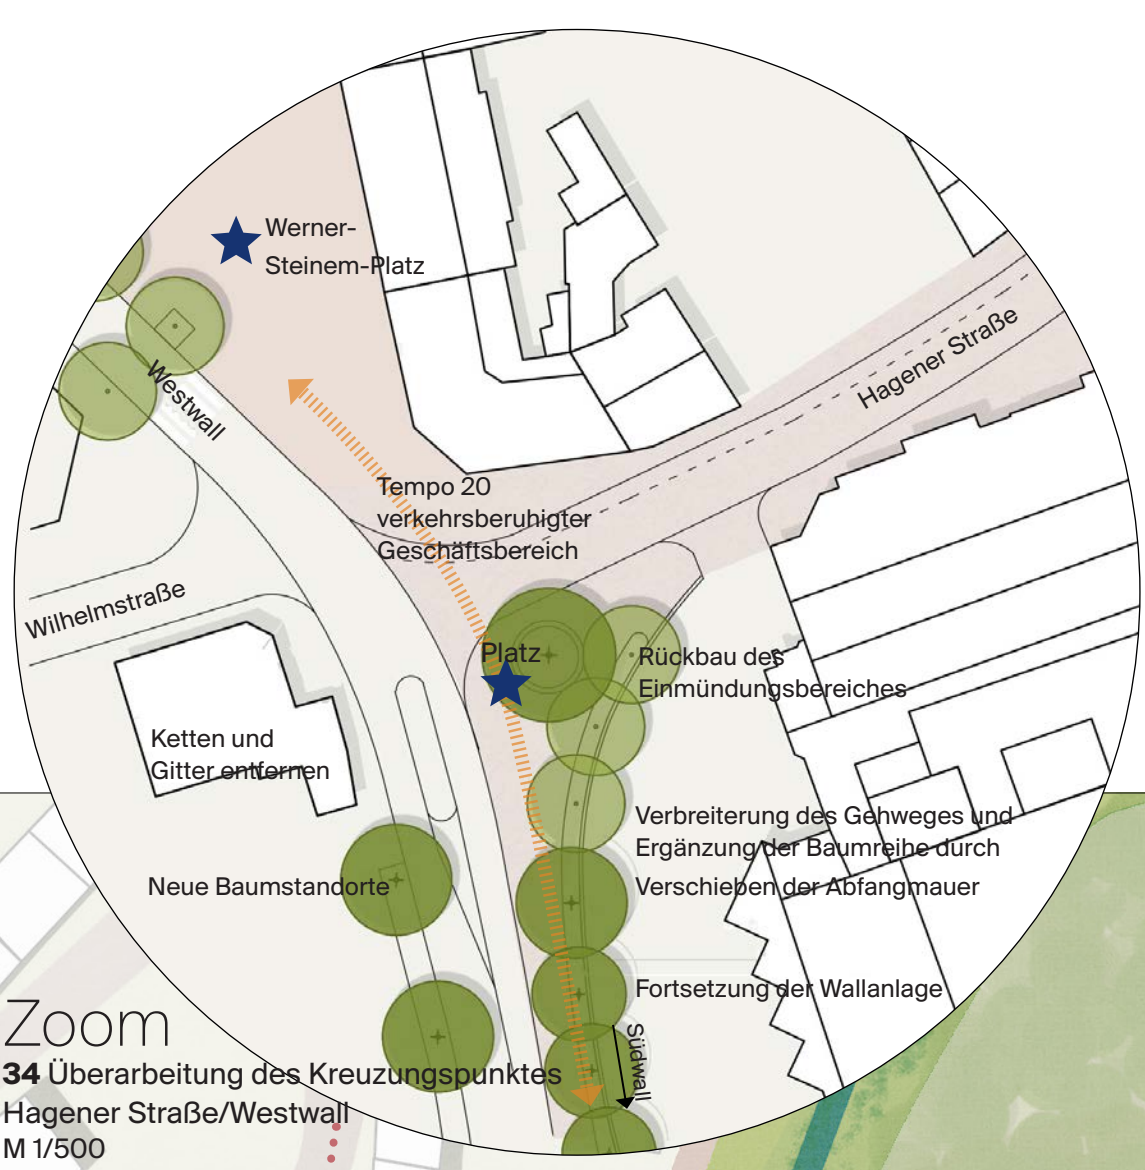 Werner-
Steinem-Platz
Westwall
Hagener Straße
Tempo 20
verkehrsberuhigter
Geschäftsbereich
Wilhelmstraße
Platz
Rückbau des
Einmündungsbereiches
Ketten und
Gitter entfernen
Verbreiterung des Gehweges und
Ergänzung der Baumreihe durch
Verschieben der Abfangmauer
Neue Baumstandorte
Fortsetzung der Wallanlage
Südwall
Zoom
34 Überarbeitung des Kreuzungspunktes
Hagener Straße/Westwall
M 1/500